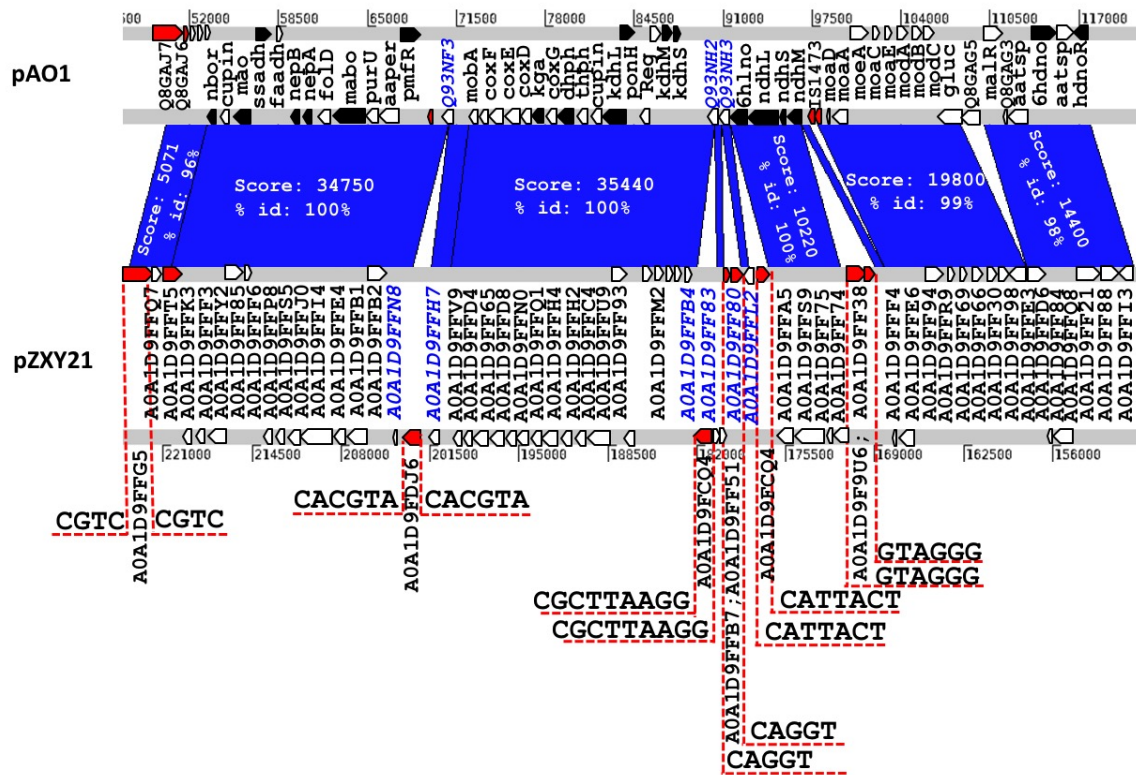 500 52000 58500 65000 71500 78000 84500 91000 97500 104000 110500 117000
pAO1
Q8GAJ7
Q8GAJ6
nbor
cupin
mao
sp
ssadh
faadh
nepB
nepA
folD
mabo
purU
aaper
pmfR
Q93NF3
mobA
coxF
coxE
coxD
kga
coxG
dhph
thph
cupin
kdhL
ponH
Reg
kdhM
kdhS
Q93NH2
Q93NH3
6hlno
ndhL
ndhS
ndhM
IS1473
moaD
moaA
moeA
moaC
moaE
modA
modB
modC
gluc
Q8GAG5
malR
Q8GAG3
aatsp
6hdno
aatsp
hdnoR
Score: 5071
% id: 96%
Score: 34750
% id: 100%
Score: 35440
% id: 100%
Score: 10220
% id: 100%
Score: 19800
% id: 99%
Score: 14400
% id: 98%
pZXY21
A0A1D9FFG5
A0A1D9FFQ7
A0A1D9FFT5
A0A1D9FFK3
A0A1D9FFF3
A0A1D9FFY2
A0A1D9FF85
A0A1D9FFF6
A0A1D9FFP8
A0A1D9FFS5
A0A1D9FFJ0
A0A1D9FFI4
A0A1D9FFE4
A0A1D9FFB1
A0A1D9FFB2
A0A1D9FFN8
A0A1D9FDJ6
A0A1D9FFH7
A0A1D9FFV9
A0A1D9FFD4
A0A1D9FF65
A0A1D9FFD8
A0A1D9FFN0
A0A1D9FFQ1
A0A1D9FFH4
A0A1D9FFH2
A0A1D9FFC4
A0A1D9FFU4
A0A1D9FF93
A0A1D9FFM2
A0A1D9FFB4
A0A1D9FCQ4
A0A1D9FF83
A0A1D9FFB7;A0A1D9FF51
A0A1D9FF80
A0A1D9FFL2
A0A1D9FCQ4
A0A1D9FFA5
A0A1D9FFS9
A0A1D9FF75
A0A1D9FF74
A0A1D9F9U6;
A0A1D9FF38
A0A1D9FFF4
A0A1D9FFE6
A0A1D9FF94
A0A1D9FFR9
A0A1D9FF69
A0A1D9FF66
A0A1D9FF90
A0A1D9FF98
A0A1D9FFE3
A0A1D9FFD6
A0A1D9FF84
A0A1D9FFQ8
A0A1D9FF21
A0A1D9FF88
A0A1D9FFI3
221000 214500 208000 201500 195000 188500 182000 175500 169000 162500 156000
CGTC CGTC
CACGTA CACGTA
GTAGGG
GTAGGG
CGCTTAAGG CATTACT
CGCTTAAGG CATTACT
CAGGT
CAGGT